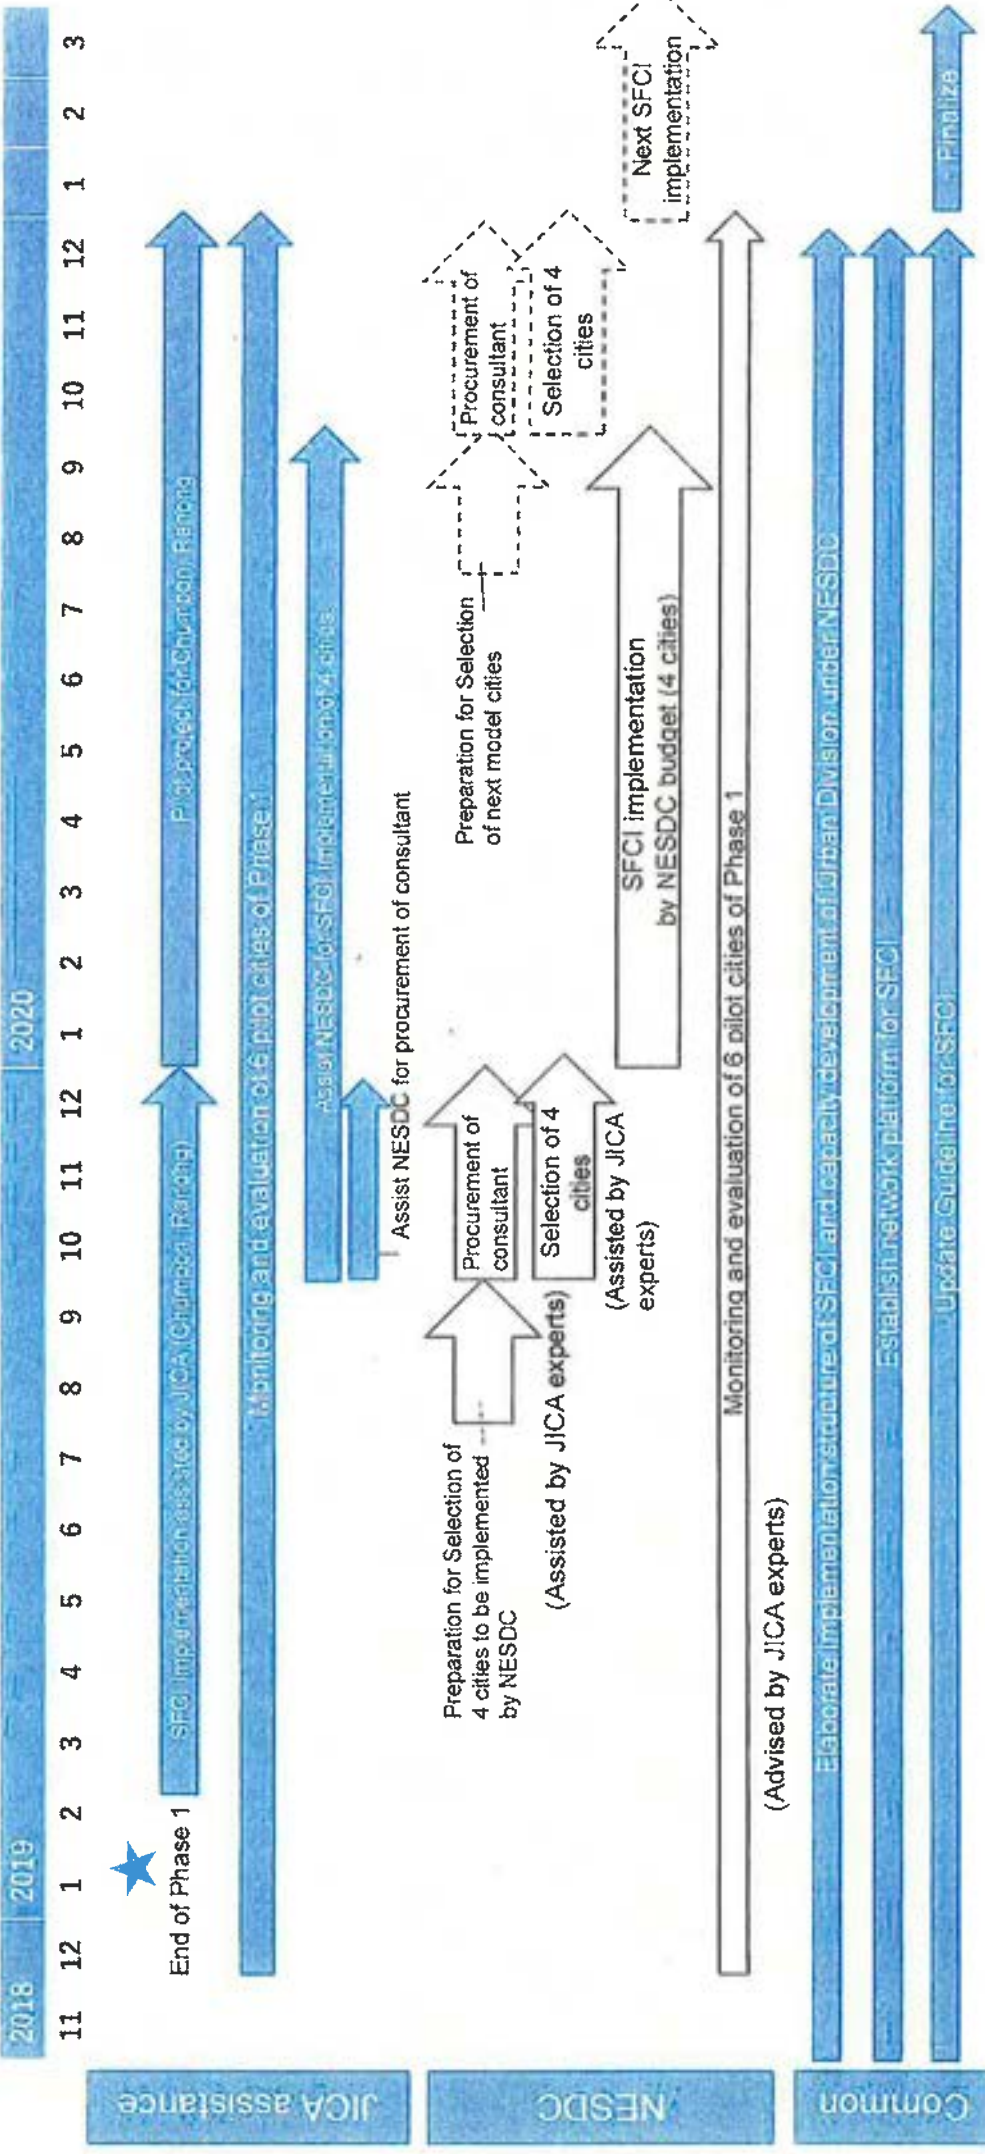 2018 2019 2020
11 12 1 2 3 4 5 6 7 8 9 10 11 12 1 2 3 4 5 6 7 8 9 10 11 12 1 2 3
JICA assistance
End of Phase 1
SFCI Implementation assisted by JICA (Chumpon, Ranong)
Pilot project for Chumpon, Ranong
Monitoring and evaluation of 6 pilot cities of Phase 1
Assist NESDC for SFCI Implementation of 4 cities
Assist NESDC for procurement of consultant
NESDC
Preparation for Selection of
4 cities to be implemented
by NESDC
(Assisted by JICA experts)
Procurement of
consultant
Selection of 4
cities
(Assisted by JICA
experts)
Preparation for Selection
of next model cities
Procurement of
consultant
Selection of 4
cities
SFCI implementation
by NESDC budget (4 cities)
Next SFCI
implementation
Monitoring and evaluation of 6 pilot cities of Phase 1
(Advised by JICA experts)
Common
Elaborate implementation structure of SFCI and capacity development of Urban Division under NESDC
Establish network platform for SFCI
Update Guideline for SFCI
Finalize